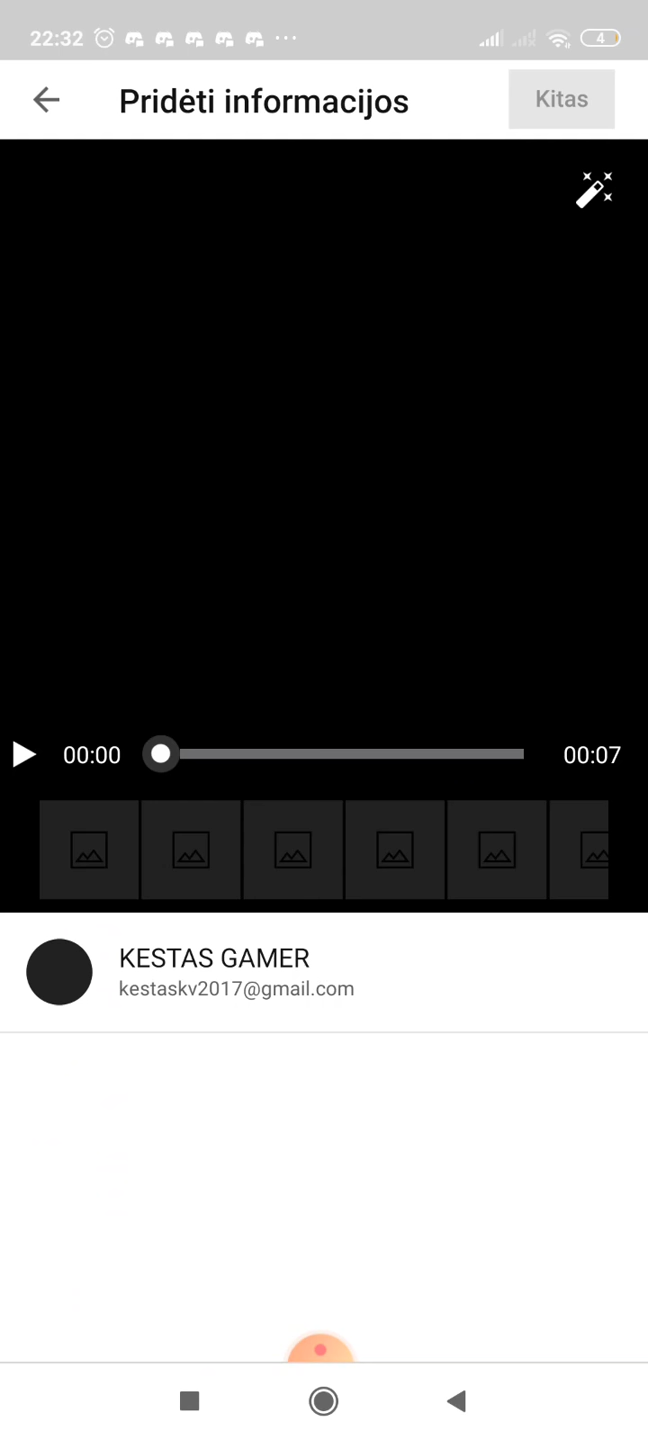 22:32
4
Pridėti informacijos
Kitas
00:00
00:07
KESTAS GAMER
kestaskv2017@gmail.com